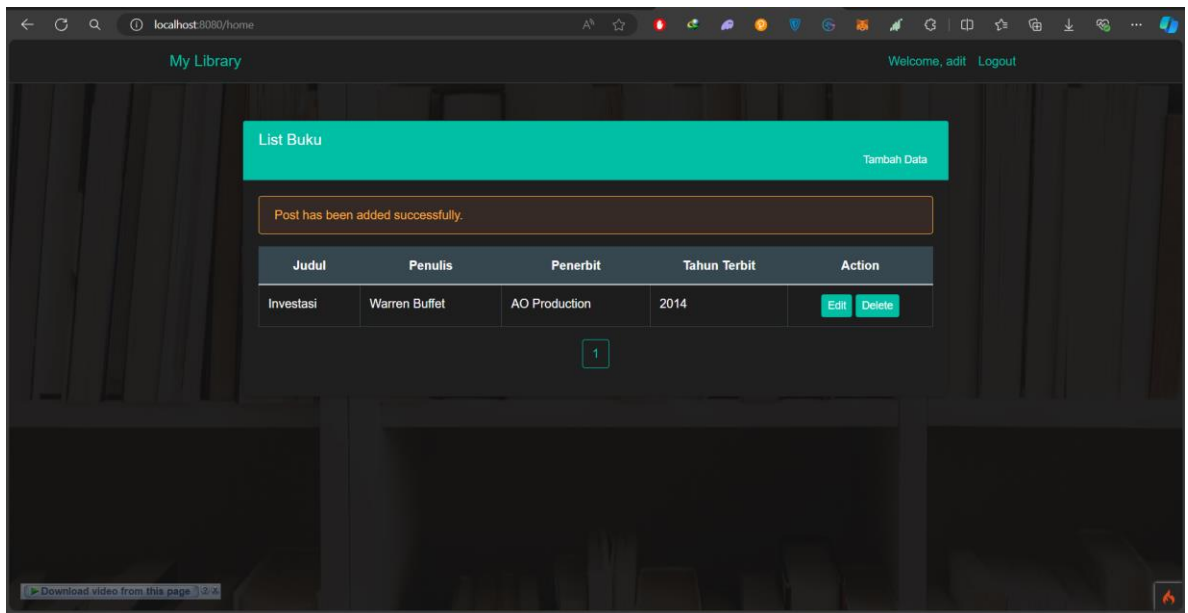 localhost:8080/home
My Library
Welcome, adit Logout
List Buku
Tambah Data
Post has been added successfully.
Judul Penulis Penerbit Tahun Terbit Action
Investasi Warren Buffet AO Production 2014 Edit Delete
1
Download video from this page